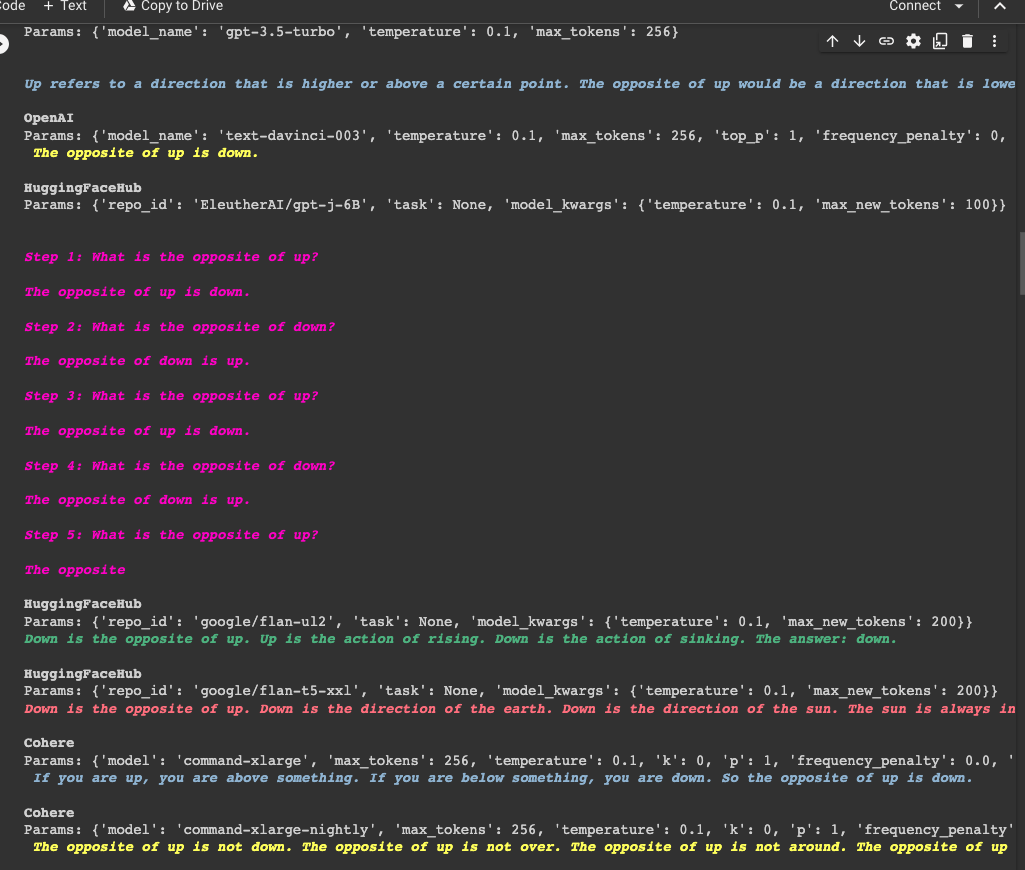 Code + Text Copy to Drive Connect
Params: {'model_name': 'gpt-3.5-turbo', 'temperature': 0.1, 'max_tokens': 256}
Up refers to a direction that is higher or above a certain point. The opposite of up would be a direction that is lowe
OpenAI
Params: {'model_name': 'text-davinci-003', 'temperature': 0.1, 'max_tokens': 256, 'top_p': 1, 'frequency_penalty': 0,
The opposite of up is down.
HuggingFaceHub
Params: {'repo_id': 'EleutherAI/gpt-j-6B', 'task': None, 'model_kwargs': {'temperature': 0.1, 'max_new_tokens': 100}}
Step 1: What is the opposite of up?
The opposite of up is down.
Step 2: What is the opposite of down?
The opposite of down is up.
Step 3: What is the opposite of up?
The opposite of up is down.
Step 4: What is the opposite of down?
The opposite of down is up.
Step 5: What is the opposite of up?
The opposite
HuggingFaceHub
Params: {'repo_id': 'google/flan-ul2', 'task': None, 'model_kwargs': {'temperature': 0.1, 'max_new_tokens': 200}}
Down is the opposite of up. Up is the action of rising. Down is the action of sinking. The answer: down.
HuggingFaceHub
Params: {'repo_id': 'google/flan-t5-xxl', 'task': None, 'model_kwargs': {'temperature': 0.1, 'max_new_tokens': 200}}
Down is the opposite of up. Down is the direction of the earth. Down is the direction of the sun. The sun is always in
Cohere
Params: {'model': 'command-xlarge', 'max_tokens': 256, 'temperature': 0.1, 'k': 0, 'p': 1, 'frequency_penalty': 0.0, '
If you are up, you are above something. If you are below something, you are down. So the opposite of up is down.
Cohere
Params: {'model': 'command-xlarge-nightly', 'max_tokens': 256, 'temperature': 0.1, 'k': 0, 'p': 1, 'frequency_penalty'
The opposite of up is not down. The opposite of up is not over. The opposite of up is not around. The opposite of up